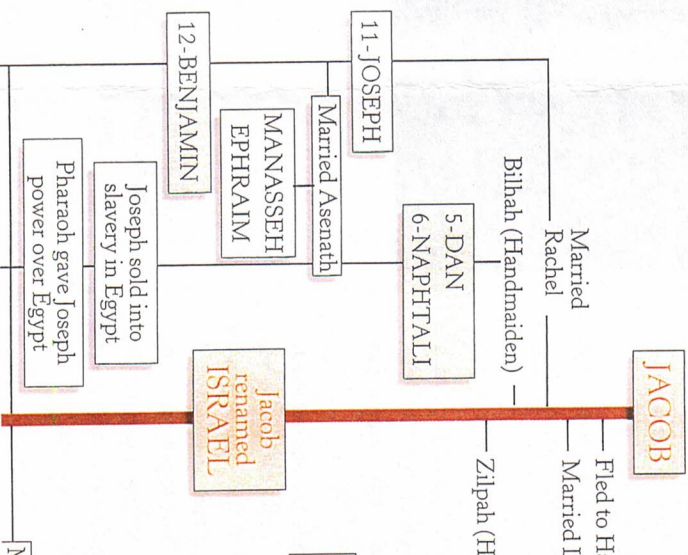 JACOB
Fled to H
Married
Rachel
Married L
Bilhah (Handmaiden)
Zilpah (H
5-DAN
6-NAPHTALI
11-JOSEPH
Married Asenath
MANASSEH
EPHRAIM
Jacob
renamed
ISRAEL
12-BENJAMIN
Joseph sold into
slavery in Egypt
Pharaoh gave Joseph
power over Egypt